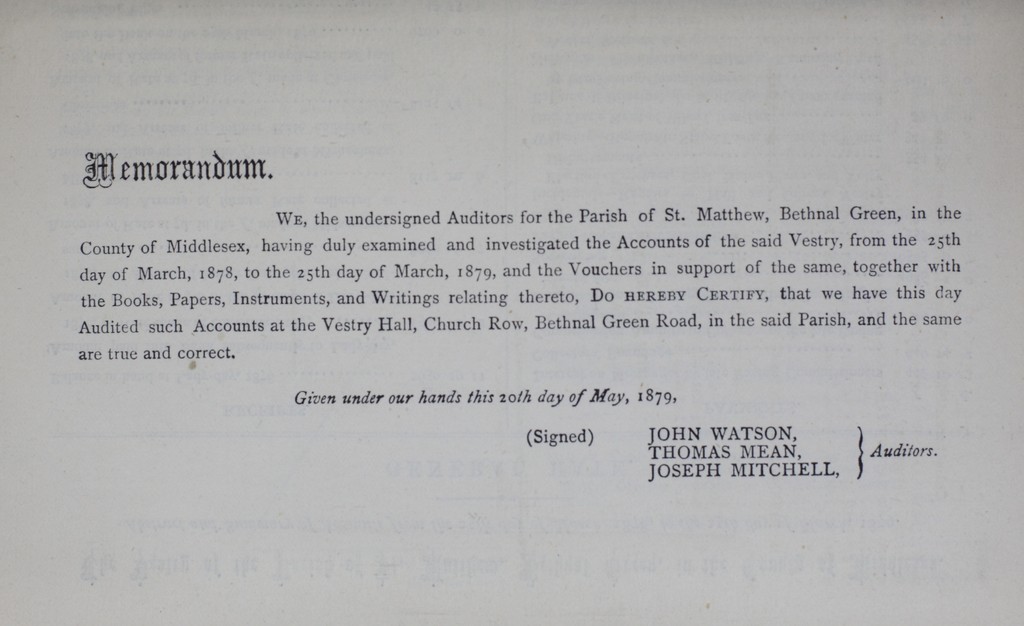 Memorandum.
WE, the undersigned Auditors for the Parish of St. Matthew, Bethnal Green, in the
County of Middlesex, having duly examined and investigated the Accounts of the said Vestry, from the 25th
day of March, 1878, to the 25th day of March, 1879, and the Vouchers in support of the same, together with
the Books, Papers, Instruments, and Writings relating thereto, DO HEREBY CERTIFY, that we have this day
Audited such Accounts at the Vestry Hall, Church Row, Bethnal Green Road, in the said Parish, and the same
are true and correct.
Given under our hands this 20th day of May, 1879,
(Signed) JOHN WATSON,
THOMAS MEAN,
JOSEPH MITCHELL,
} Auditors.